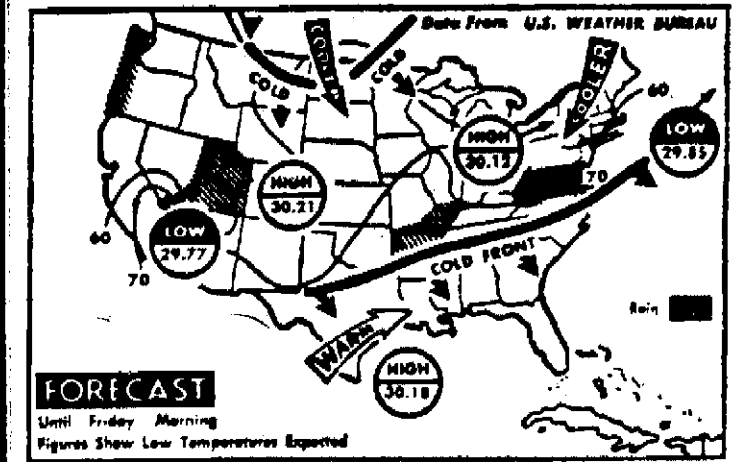 Data From U.S. WEATHER BUREAU
COOLER
COLD
COLD
COOLER
60
HIGH
30.12
LOW
29.85
70
HIGH
30.21
LOW
29.77
60
70
COLD FRONT
Rain
WARM
HIGH
30.18
FORECAST
Until Friday Morning
Figures Show Low Temperatures Expected